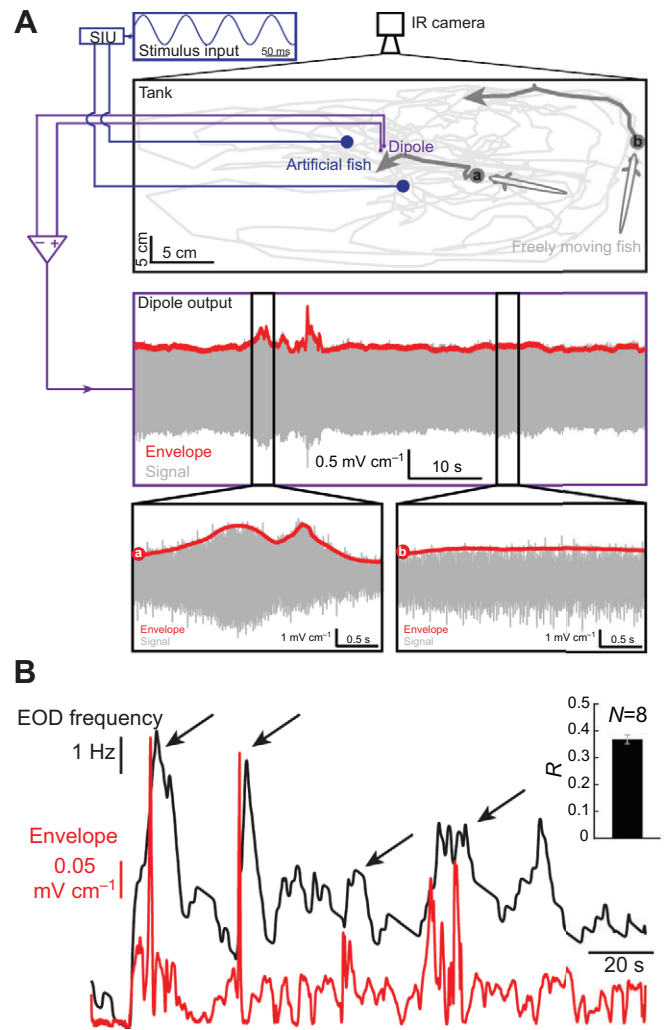 A
SIU
Stimulus input
50 ms
IR camera
Tank
Dipole
Artificial fish
a
b
Freely moving fish
5 cm
5 cm
– +
Dipole output
Envelope
Signal
0.5 mV cm–1
10 s
a
Envelope
Signal
1 mV cm–1
0.5 s
b
Envelope
Signal
1 mV cm–1
0.5 s
B
EOD frequency
1 Hz
Envelope
0.05
mV cm–1
20 s
N=8
R
0.5
0.4
0.3
0.2
0.1
0